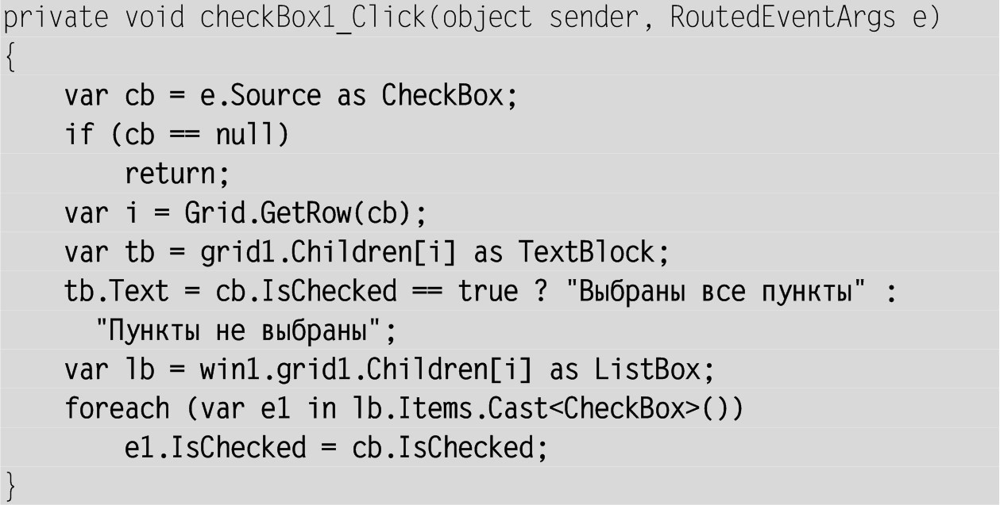 private void checkBox1_Click(object sender, RoutedEventArgs e)
{
    var cb = e.Source as CheckBox;
    if (cb == null)
        return;
    var i = Grid.GetRow(cb);
    var tb = grid1.Children[i] as TextBlock;
    tb.Text = cb.IsChecked == true ? "Выбраны все пункты" :
      "Пункты не выбраны";
    var lb = win1.grid1.Children[i] as ListBox;
    foreach (var e1 in lb.Items.Cast<CheckBox>())
        e1.IsChecked = cb.IsChecked;
}